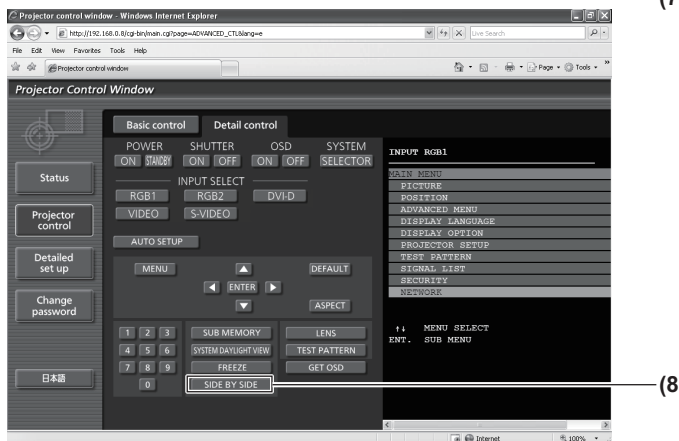 (7
Projector control window - Windows Internet Explorer
http://192.168.0.8/cgi-bin/main.cgi?page=ADVANCED_CTL&lang=e
Live Search
File Edit View Favorites Tools Help
Projector control window
Page Tools
Projector Control Window
Basic control Detail control
POWER SHUTTER OSD SYSTEM
ON STANDBY ON OFF ON OFF SELECTOR
INPUT SELECT
RGB1 RGB2 DVI-D
VIDEO S-VIDEO
AUTO SETUP
MENU DEFAULT
ENTER
ASPECT
1 2 3 SUB MEMORY LENS
4 5 6 SYSTEM DAYLIGHT VIEW TEST PATTERN
7 8 9 FREEZE GET OSD
0 SIDE BY SIDE
Status
Projector
control
Detailed
set up
Change
password
日本語
INPUT RGB1
MAIN MENU
PICTURE
POSITION
ADVANCED MENU
DISPLAY LANGUAGE
DISPLAY OPTION
PROJECTOR SETUP
TEST PATTERN
SIGNAL LIST
SECURITY
NETWORK
↑↓ MENU SELECT
ENT. SUB MENU
(8
Internet 100%